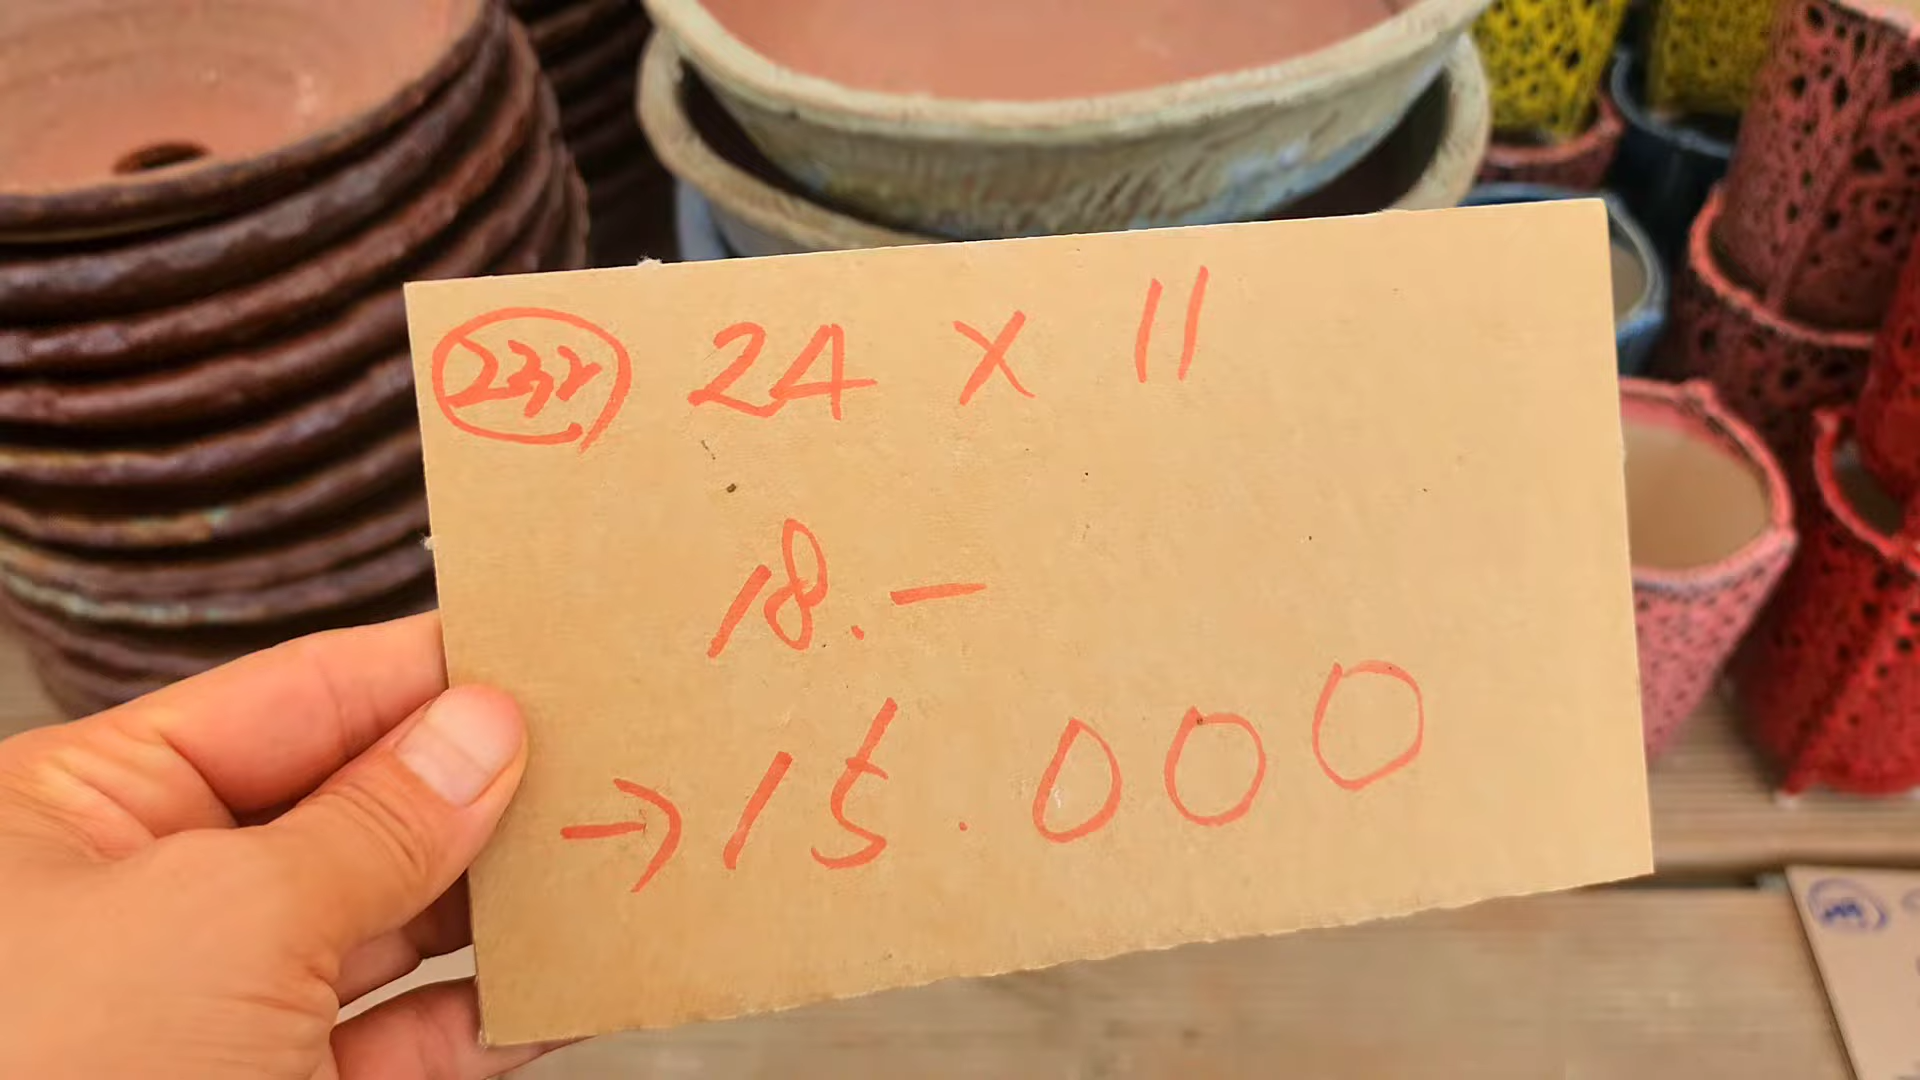 232 24 x 11
18.-
→ 15.000